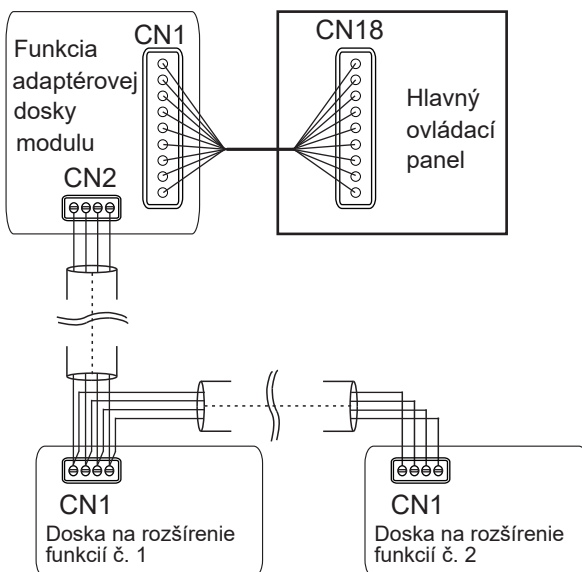 CN1
Funkcia
adaptérovej
dosky
modulu
CN2
CN18
Hlavný
ovládací
panel
CN1
Doska na rozšírenie
funkcií č. 1
CN1
Doska na rozšírenie
funkcií č. 2